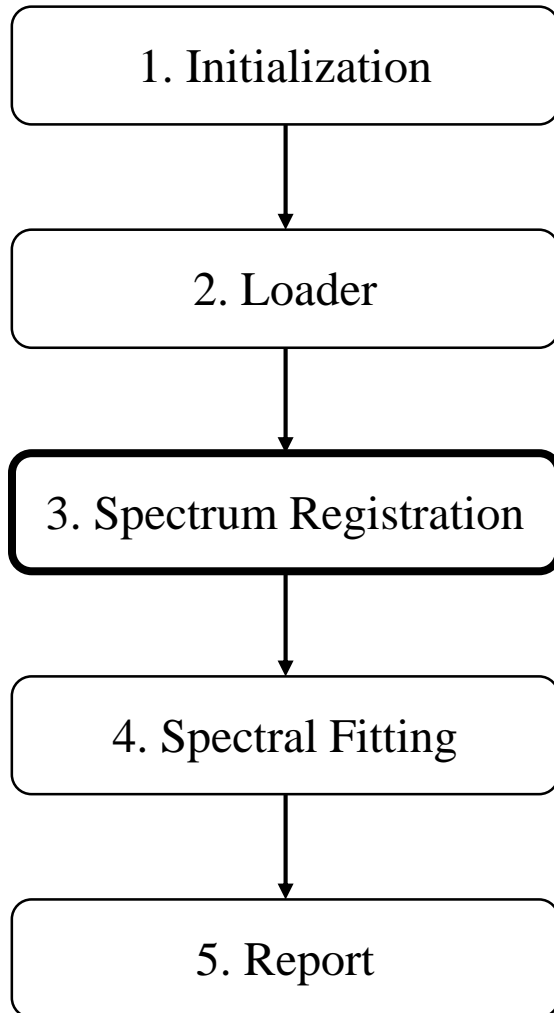 1. Initialization
2. Loader
3. Spectrum Registration
4. Spectral Fitting
5. Report